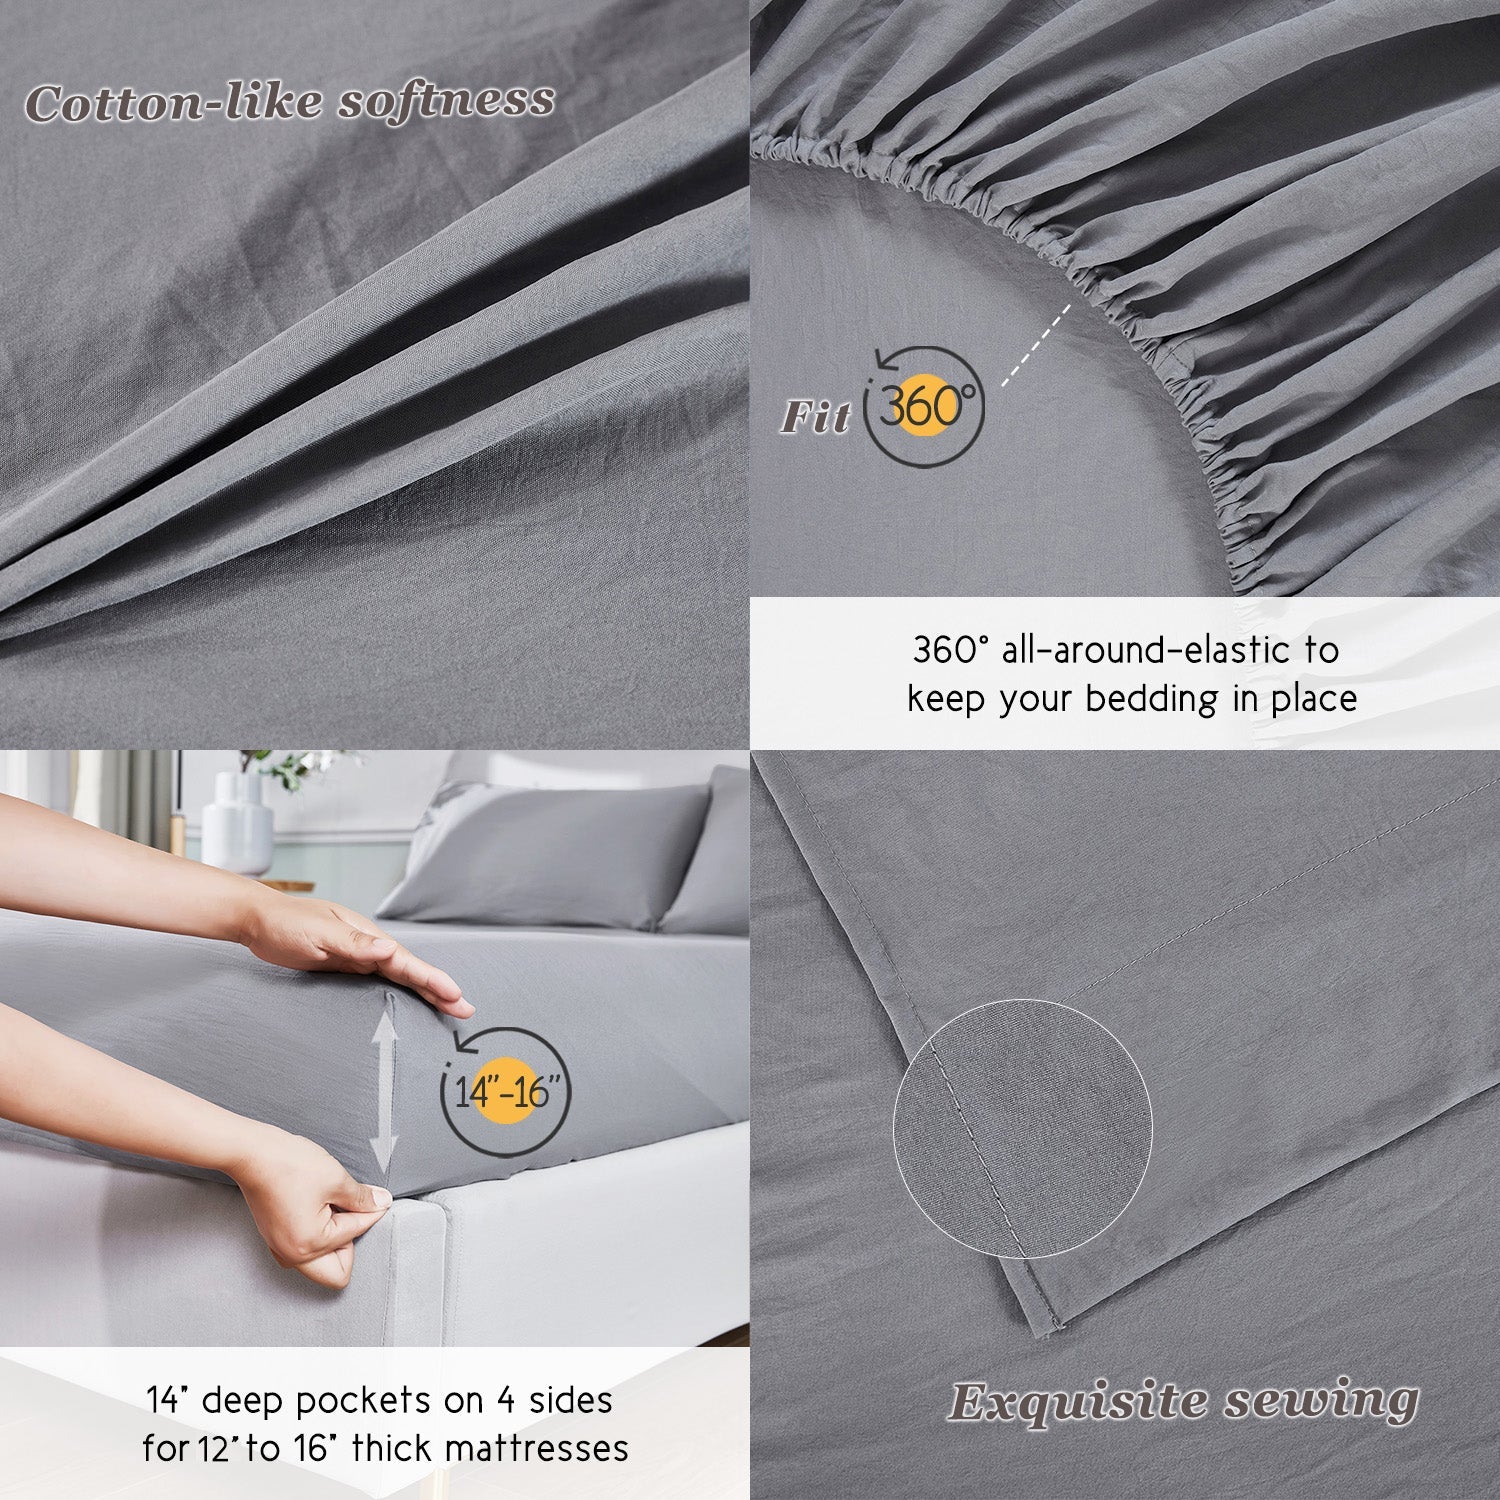 Cotton-like softness
Fit 360°
360° all-around-elastic to
keep your bedding in place
14"-16"
14" deep pockets on 4 sides
for 12" to 16" thick mattresses
Exquisite sewing